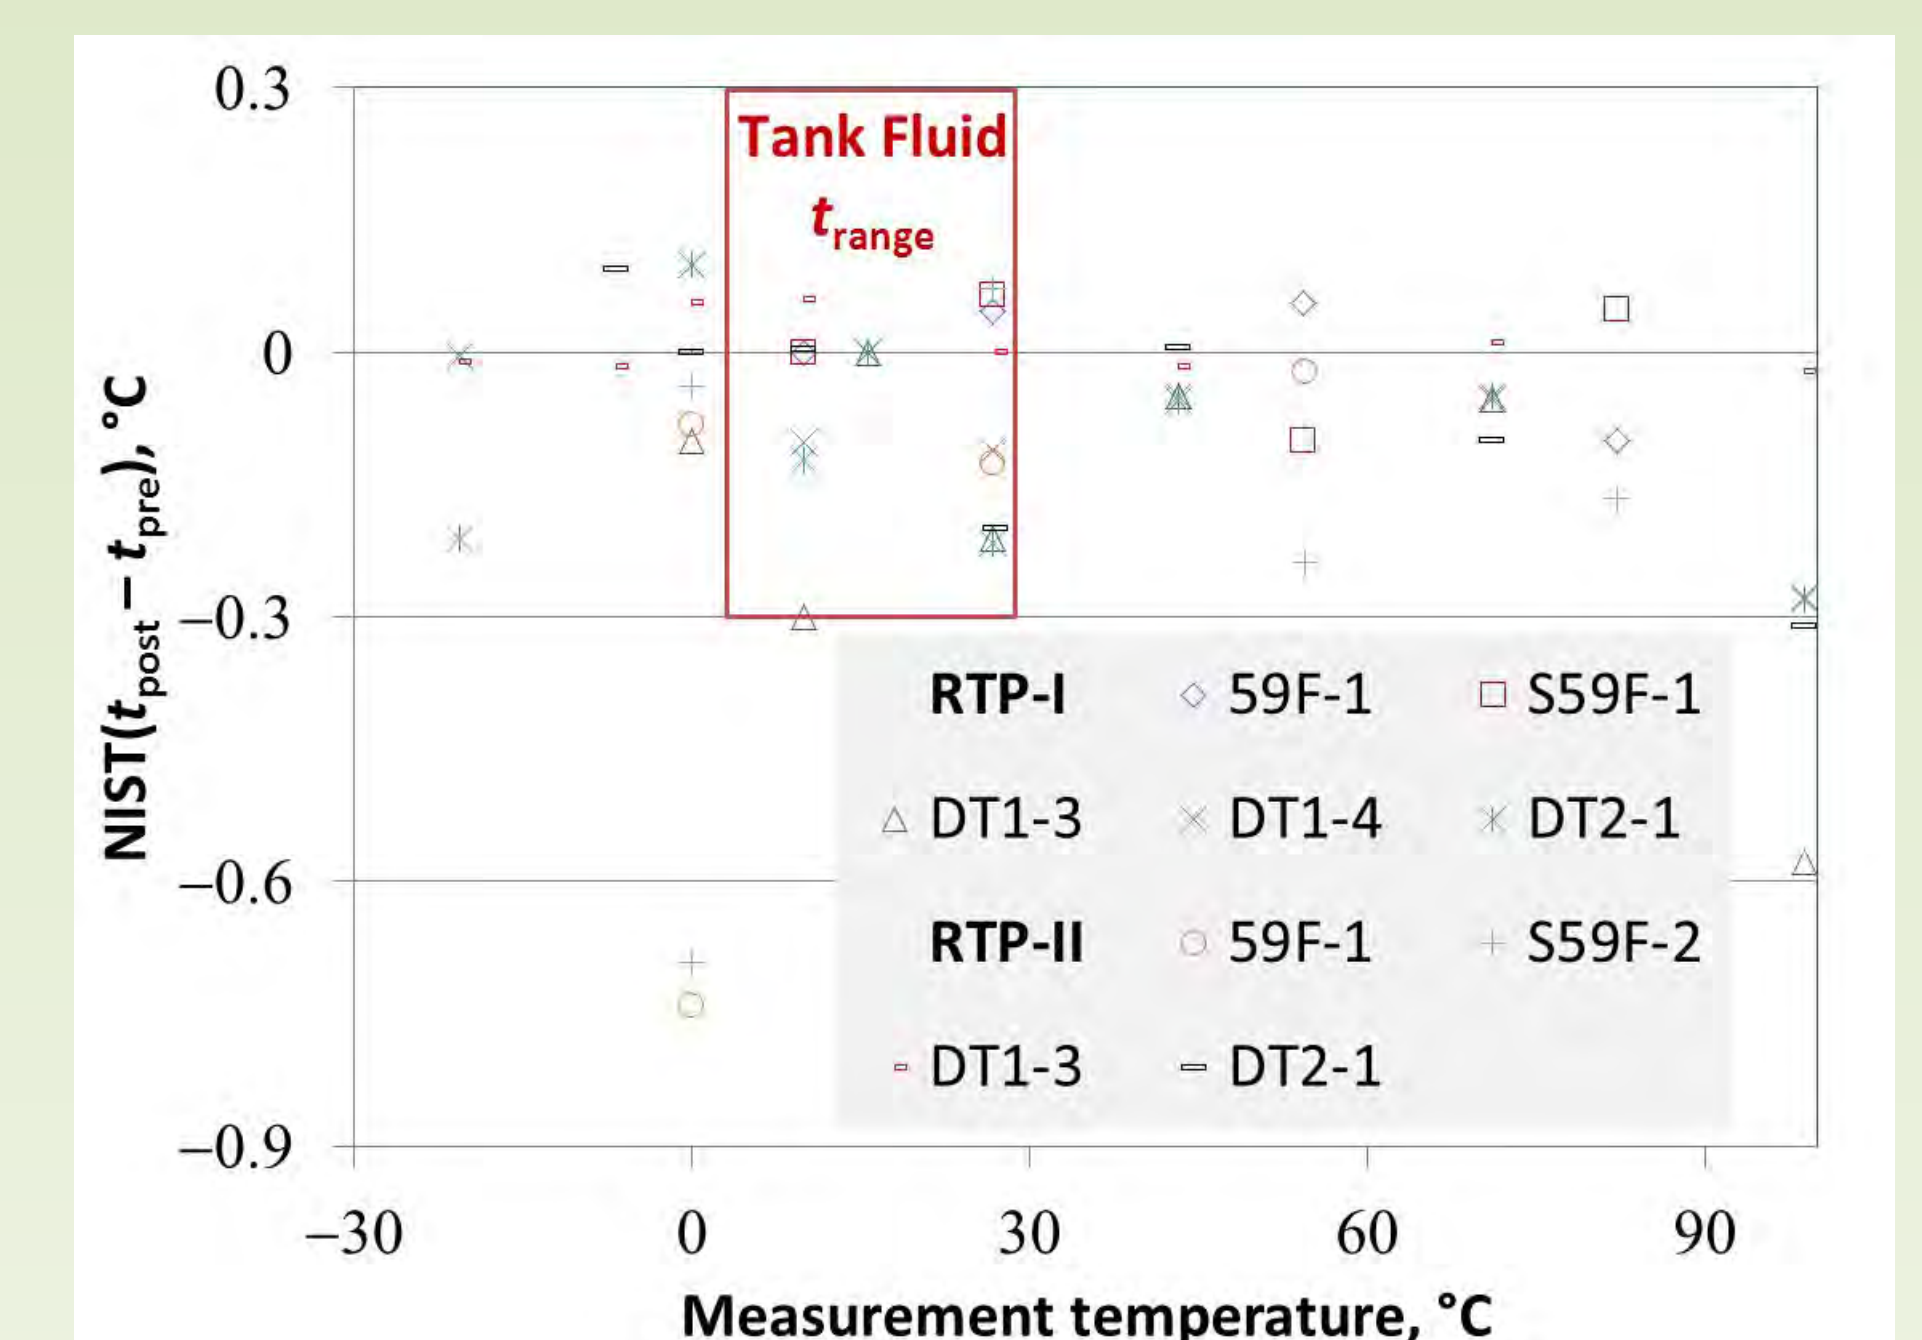 0.3
0
−0.3
−0.6
−0.9
NIST(tpost − tpre), °C
Tank Fluid
trange
RTP-I 59F-1 S59F-1
DT1-3 DT1-4 DT2-1
RTP-II 59F-1 S59F-2
DT1-3 DT2-1
−30 0 30 60 90
Measurement temperature, °C